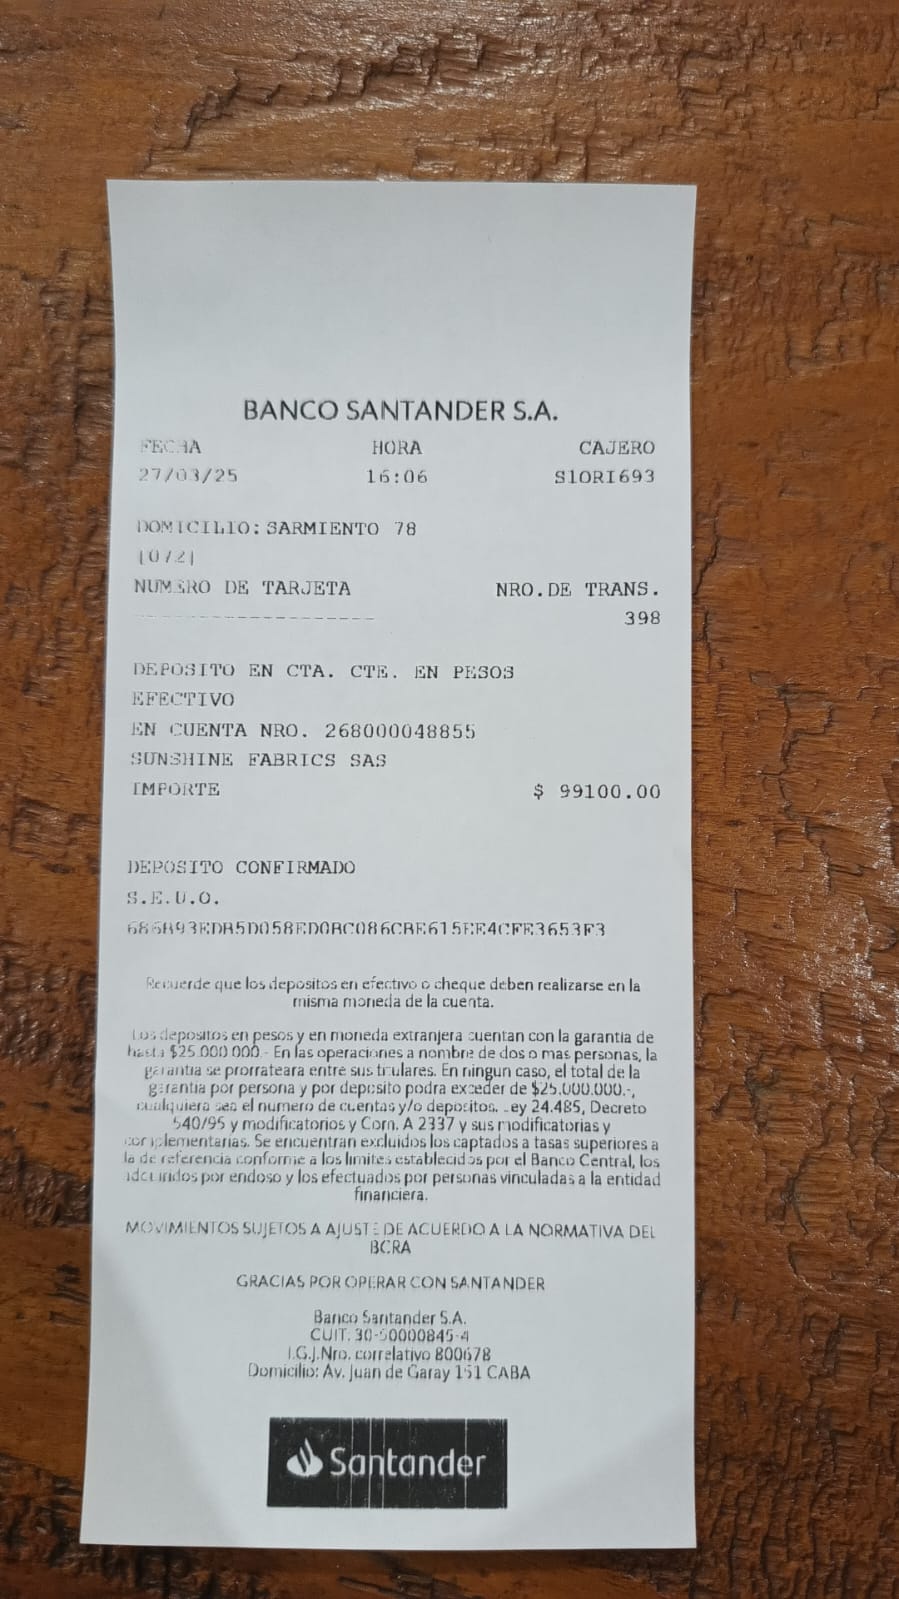 BANCO SANTANDER S.A.
FECHA HORA CAJERO
27/03/25 16:06 S1ORI693
DOMICILIO: SARMIENTO 78
[072]
NUMERO DE TARJETA NRO.DE TRANS.
------------------- 398
DEPOSITO EN CTA. CTE. EN PESOS
EFECTIVO
EN CUENTA NRO. 268000048855
SUNSHINE FABRICS SAS
IMPORTE $ 99100.00
DEPOSITO CONFIRMADO
S.E.U.O.
Recuerde que los depositos en efectivo o cheque deben realizarse en la
misma moneda de la cuenta.
Los depositos en pesos y en moneda extranjera cuentan con la garantia de
hasta $25.000.000.- En las operaciones a nombre de dos o mas personas, la
garantia se prorrateara entre sus titulares. En ningun caso, el total de la
garantia por persona y por deposito podra exceder de $25.000.000.-,
cualquiera sea el numero de cuentas y/o depositos. Ley 24.485, Decreto
540/95 y modificatorios y Com. A 2337 y sus modificatorias y
complementarias. Se encuentran excluidos los captados a tasas superiores a
la de referencia conforme a los limites establecidos por el Banco Central, los
adquiridos por endoso y los efectuados por personas vinculadas a la entidad
financiera.
MOVIMIENTOS SUJETOS A AJUSTE DE ACUERDO A LA NORMATIVA DEL
BCRA
GRACIAS POR OPERAR CON SANTANDER
Banco Santander S.A.
CUIT. 30-50000845-4
I.G.J.Nro. correlativo 800678
Domicilio: Av. Juan de Garay 151 CABA
Santander